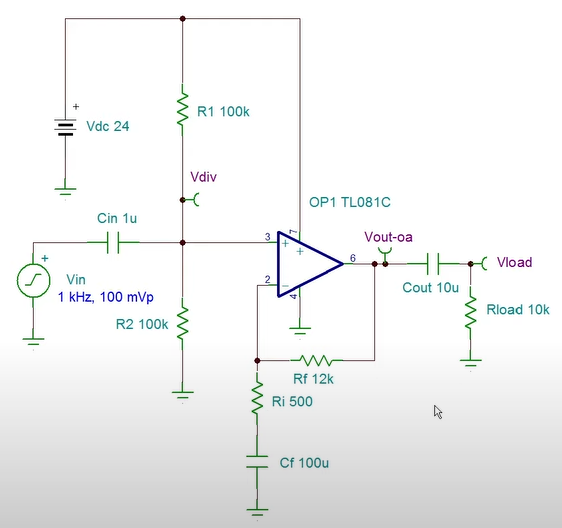 +
R1 100k
Vdc 24
Vdiv
OP1 TL081C
Cin 1u
3
7
+
+
6
Vout-oa
Vload
+
Vin
1 kHz, 100 mVp
2
−
4
Cout 10u
Rload 10k
R2 100k
Rf 12k
Ri 500
Cf 100u